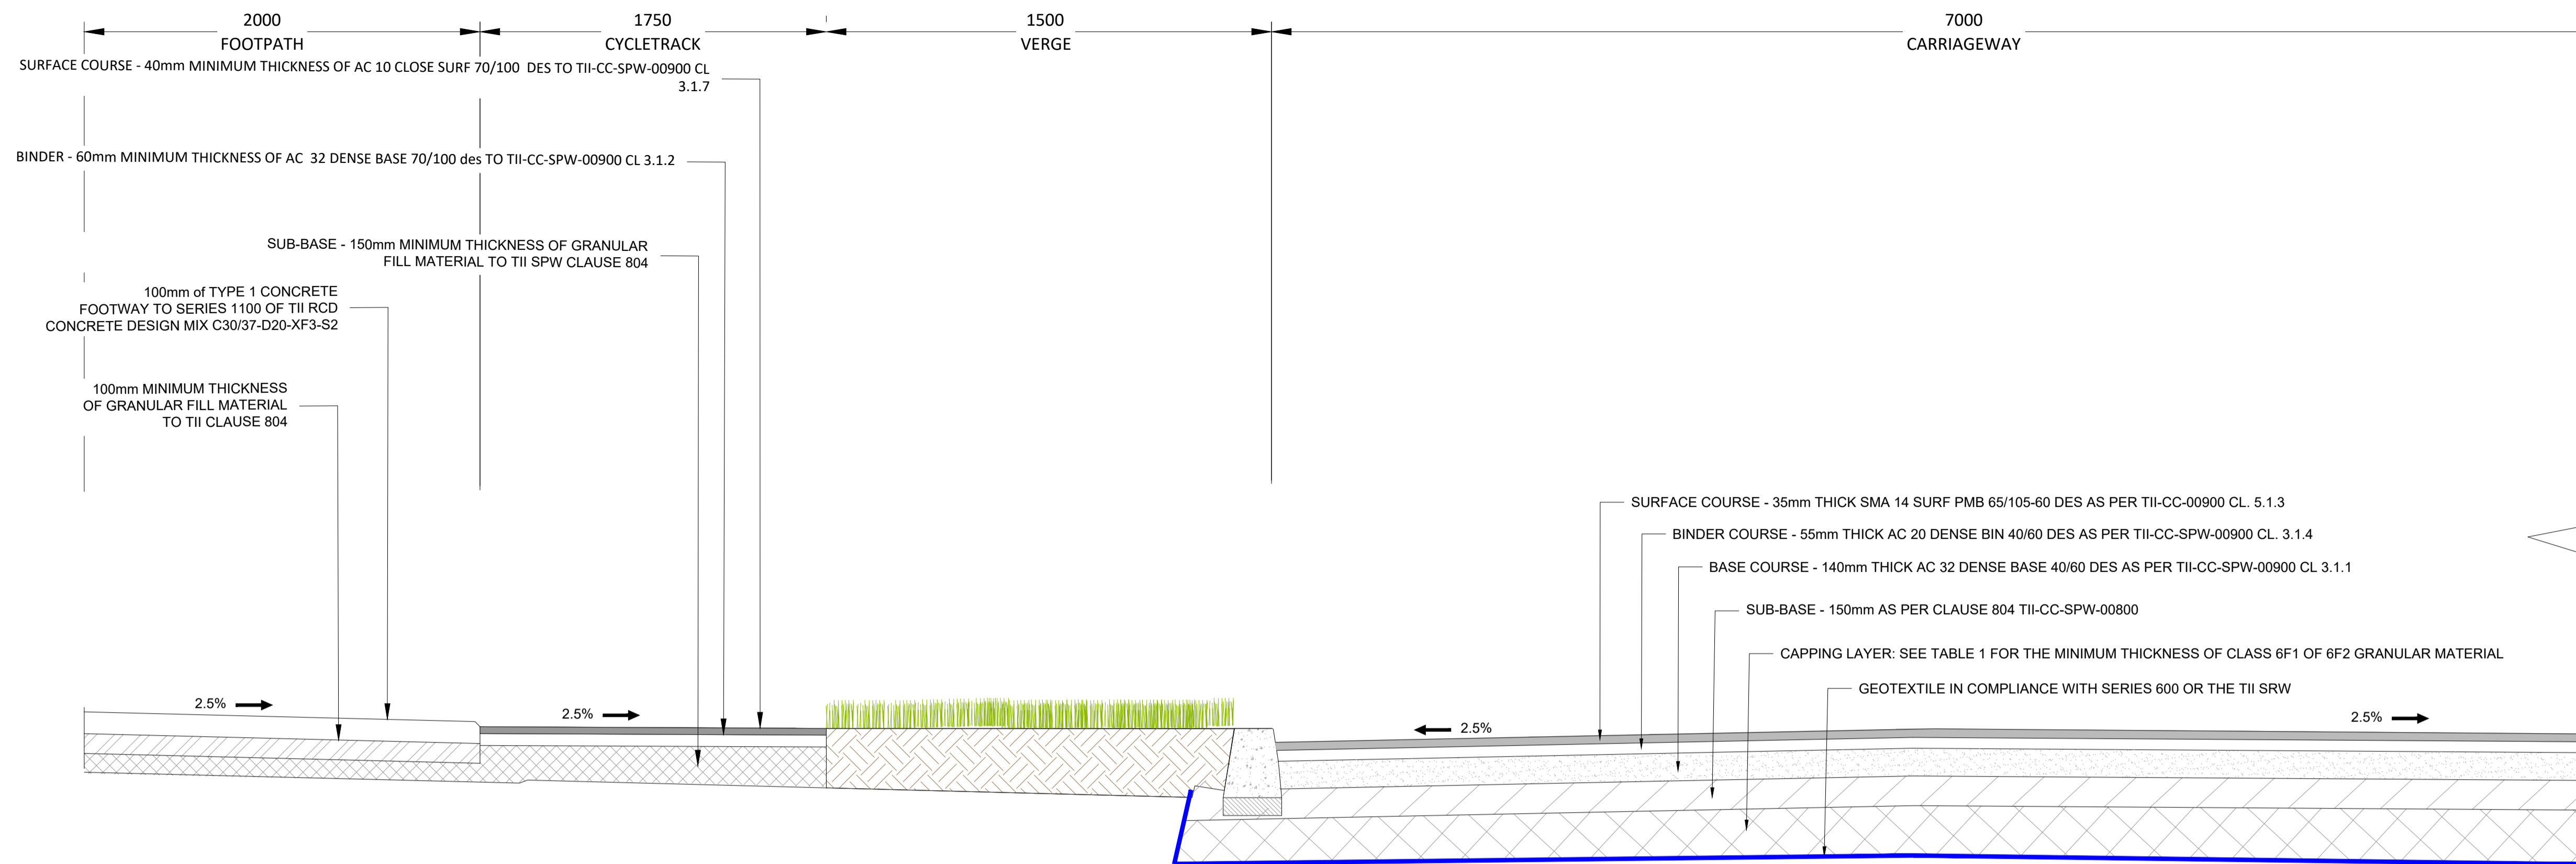 2000
FOOTPATH
1750
CYCLETRACK
1500
VERGE
7000
CARRIAGEWAY
SURFACE COURSE - 40mm MINIMUM THICKNESS OF AC 10 CLOSE SURF 70/100 DES TO TII-CC-SPW-00900 CL
3.1.7
BINDER - 60mm MINIMUM THICKNESS OF AC 32 DENSE BASE 70/100 des TO TII-CC-SPW-00900 CL 3.1.2
SUB-BASE - 150mm MINIMUM THICKNESS OF GRANULAR
FILL MATERIAL TO TII SPW CLAUSE 804
100mm of TYPE 1 CONCRETE
FOOTWAY TO SERIES 1100 OF TII RCD
CONCRETE DESIGN MIX C30/37-D20-XF3-S2
100mm MINIMUM THICKNESS
OF GRANULAR FILL MATERIAL
TO TII CLAUSE 804
SURFACE COURSE - 35mm THICK SMA 14 SURF PMB 65/105-60 DES AS PER TII-CC-00900 CL. 5.1.3
BINDER COURSE - 55mm THICK AC 20 DENSE BIN 40/60 DES AS PER TII-CC-SPW-00900 CL. 3.1.4
BASE COURSE - 140mm THICK AC 32 DENSE BASE 40/60 DES AS PER TII-CC-SPW-00900 CL 3.1.1
SUB-BASE - 150mm AS PER CLAUSE 804 TII-CC-SPW-00800
CAPPING LAYER: SEE TABLE 1 FOR THE MINIMUM THICKNESS OF CLASS 6F1 OF 6F2 GRANULAR MATERIAL
GEOTEXTILE IN COMPLIANCE WITH SERIES 600 OR THE TII SRW
2.5%
2.5%
2.5%
2.5%